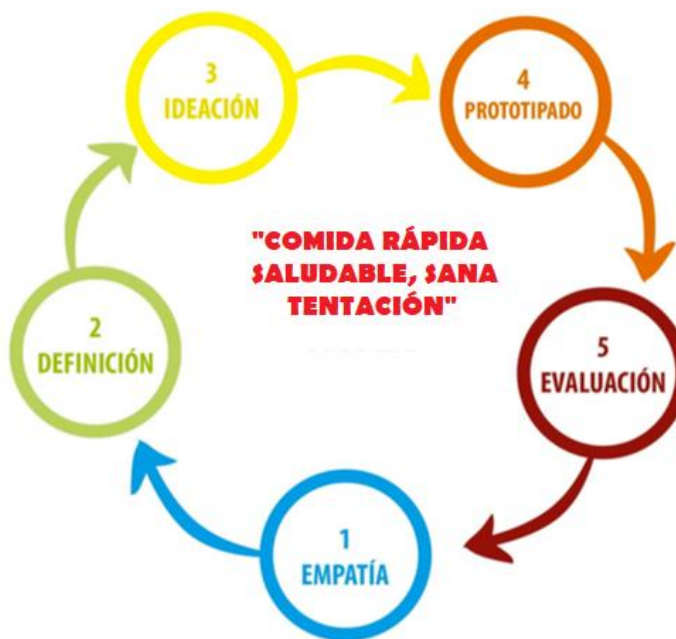 3
IDEACIÓN
4
PROTOTIPADO
"COMIDA RÁPIDA
SALUDABLE, SANA
TENTACIÓN"
2
DEFINICIÓN
5
EVALUACIÓN
1
EMPATÍA